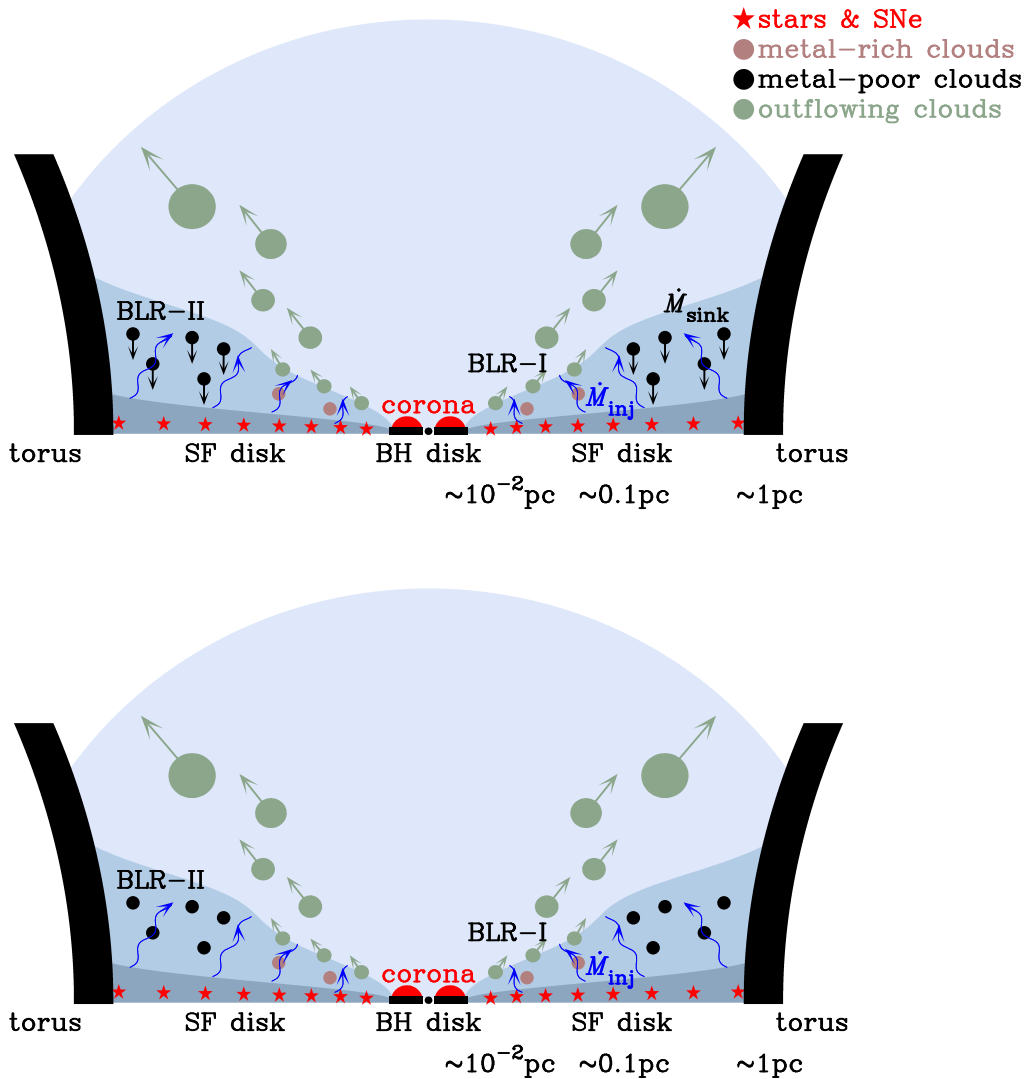 stars & SNe
metal-rich clouds
metal-poor clouds
outflowing clouds
BLR-II
Ṁsink
BLR-I
corona
Ṁinj
torus SF disk BH disk SF disk torus
~10⁻²pc ~0.1pc ~1pc
BLR-II
BLR-I
corona
Ṁinj
torus SF disk BH disk SF disk torus
~10⁻²pc ~0.1pc ~1pc